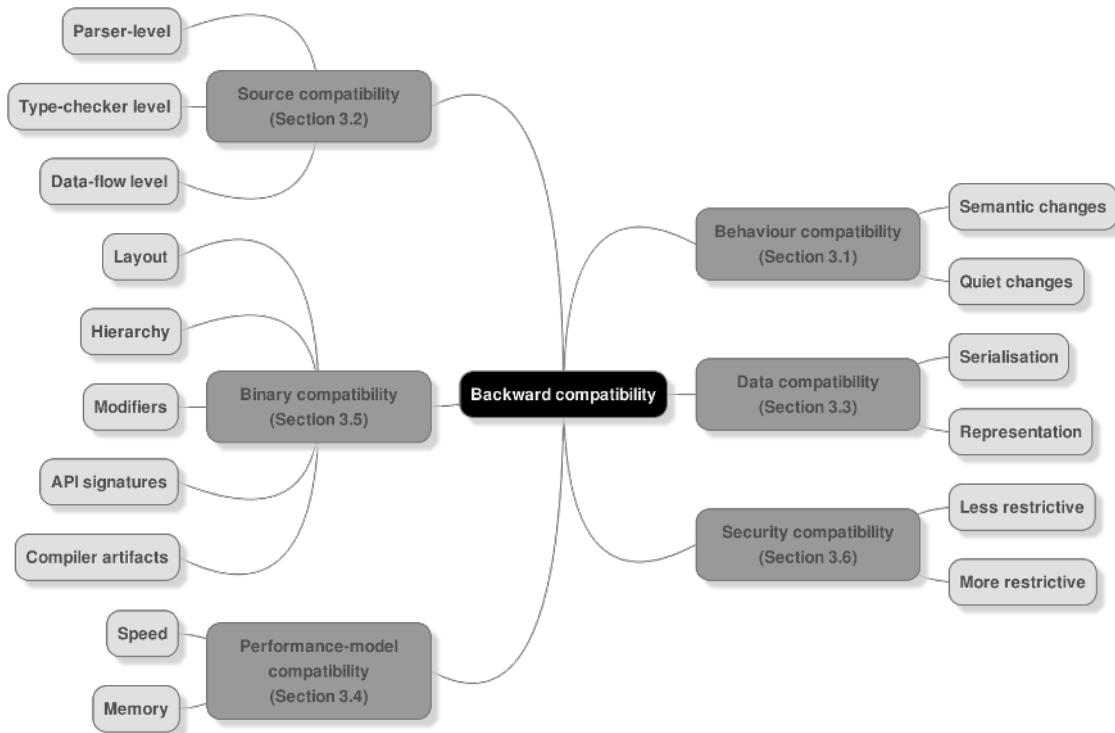 Parser-level
Type-checker level
Data-flow level
Source compatibility
(Section 3.2)
Layout
Hierarchy
Modifiers
API signatures
Compiler artifacts
Binary compatibility
(Section 3.5)
Speed
Memory
Performance-model
compatibility
(Section 3.4)
Backward compatibility
Behaviour compatibility
(Section 3.1)
Semantic changes
Quiet changes
Data compatibility
(Section 3.3)
Serialisation
Representation
Security compatibility
(Section 3.6)
Less restrictive
More restrictive